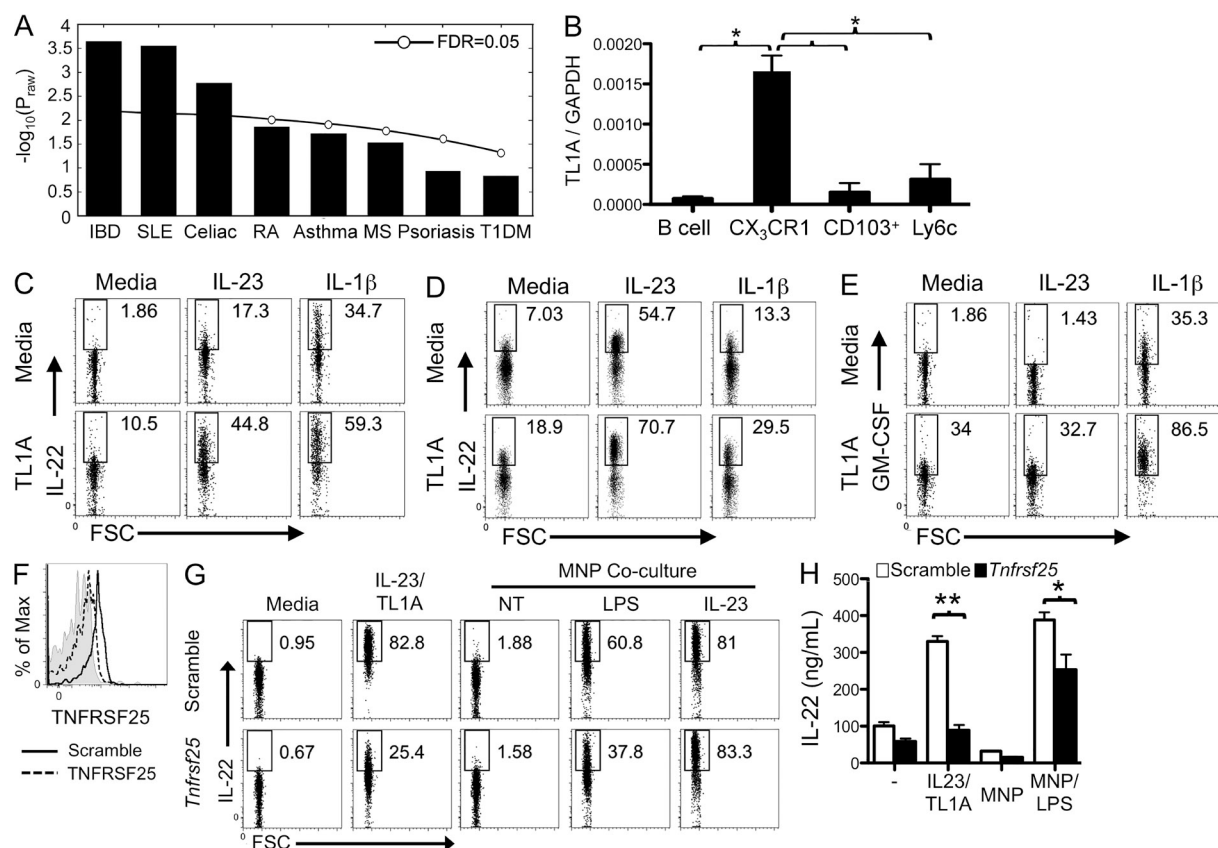 A
4
3.5
3
2.5
2
1.5
1
0.5
0
-log10(Praw)
FDR=0.05
IBD SLE Celiac RA Asthma MS Psoriasis T1DM
B
* *
0.0020
0.0015
0.0010
0.0005
0.0000
TL1A / GAPDH
B cell CX3CR1 CD103+ Ly6c
C
Media IL-23 IL-1β
Media
1.86 17.3 34.7
TL1A
IL-22
10.5 44.8 59.3
0
FSC
D
Media IL-23 IL-1β
Media
7.03 54.7 13.3
TL1A
IL-22
18.9 70.7 29.5
0
FSC
E
Media IL-23 IL-1β
Media
1.86 1.43 35.3
TL1A
GM-CSF
34 32.7 86.5
0
FSC
F
% of Max
0
0
TNFRSF25
Scramble
TNFRSF25
G
MNP Co-culture
Media IL-23/TL1A NT LPS IL-23
Scramble
0.95 82.8 1.88 60.8 81
Tnfrsf25
IL-22
0.67 25.4 1.58 37.8 83.3
0
FSC
H
Scramble Tnfrsf25
500
400
300
200
100
0
IL-22 (ng/mL)
** *
- IL23/TL1A MNP MNP/LPS